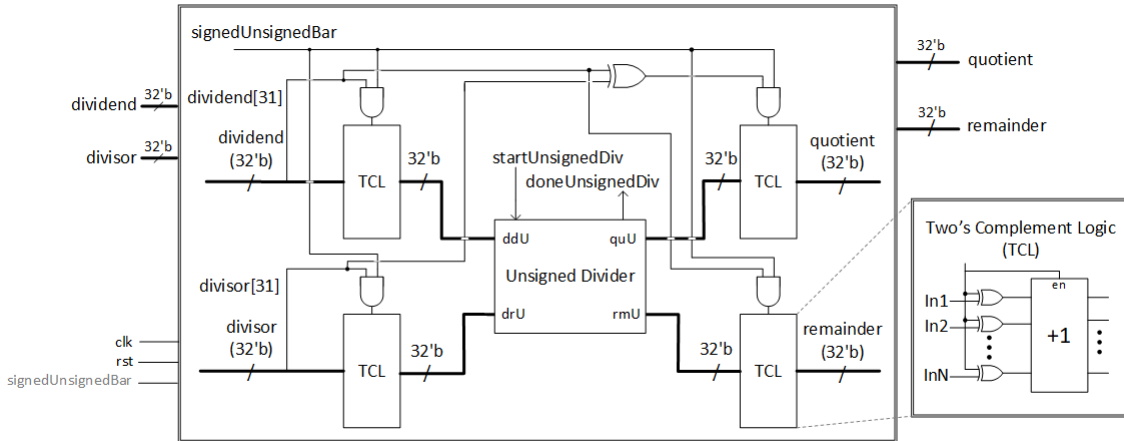 signedUnsignedBar
32'b
quotient
32'b
dividend
dividend[31]
32'b
remainder
32'b
divisor
dividend
(32'b)
TCL
32'b
startUnsignedDiv
doneUnsignedDiv
32'b
TCL
quotient
(32'b)
ddU
quU
Unsigned Divider
drU
rmU
divisor[31]
divisor
(32'b)
TCL
32'b
32'b
TCL
remainder
(32'b)
clk
rst
signedUnsignedBar
Two's Complement Logic
(TCL)
en
In1
In2
InN
+1